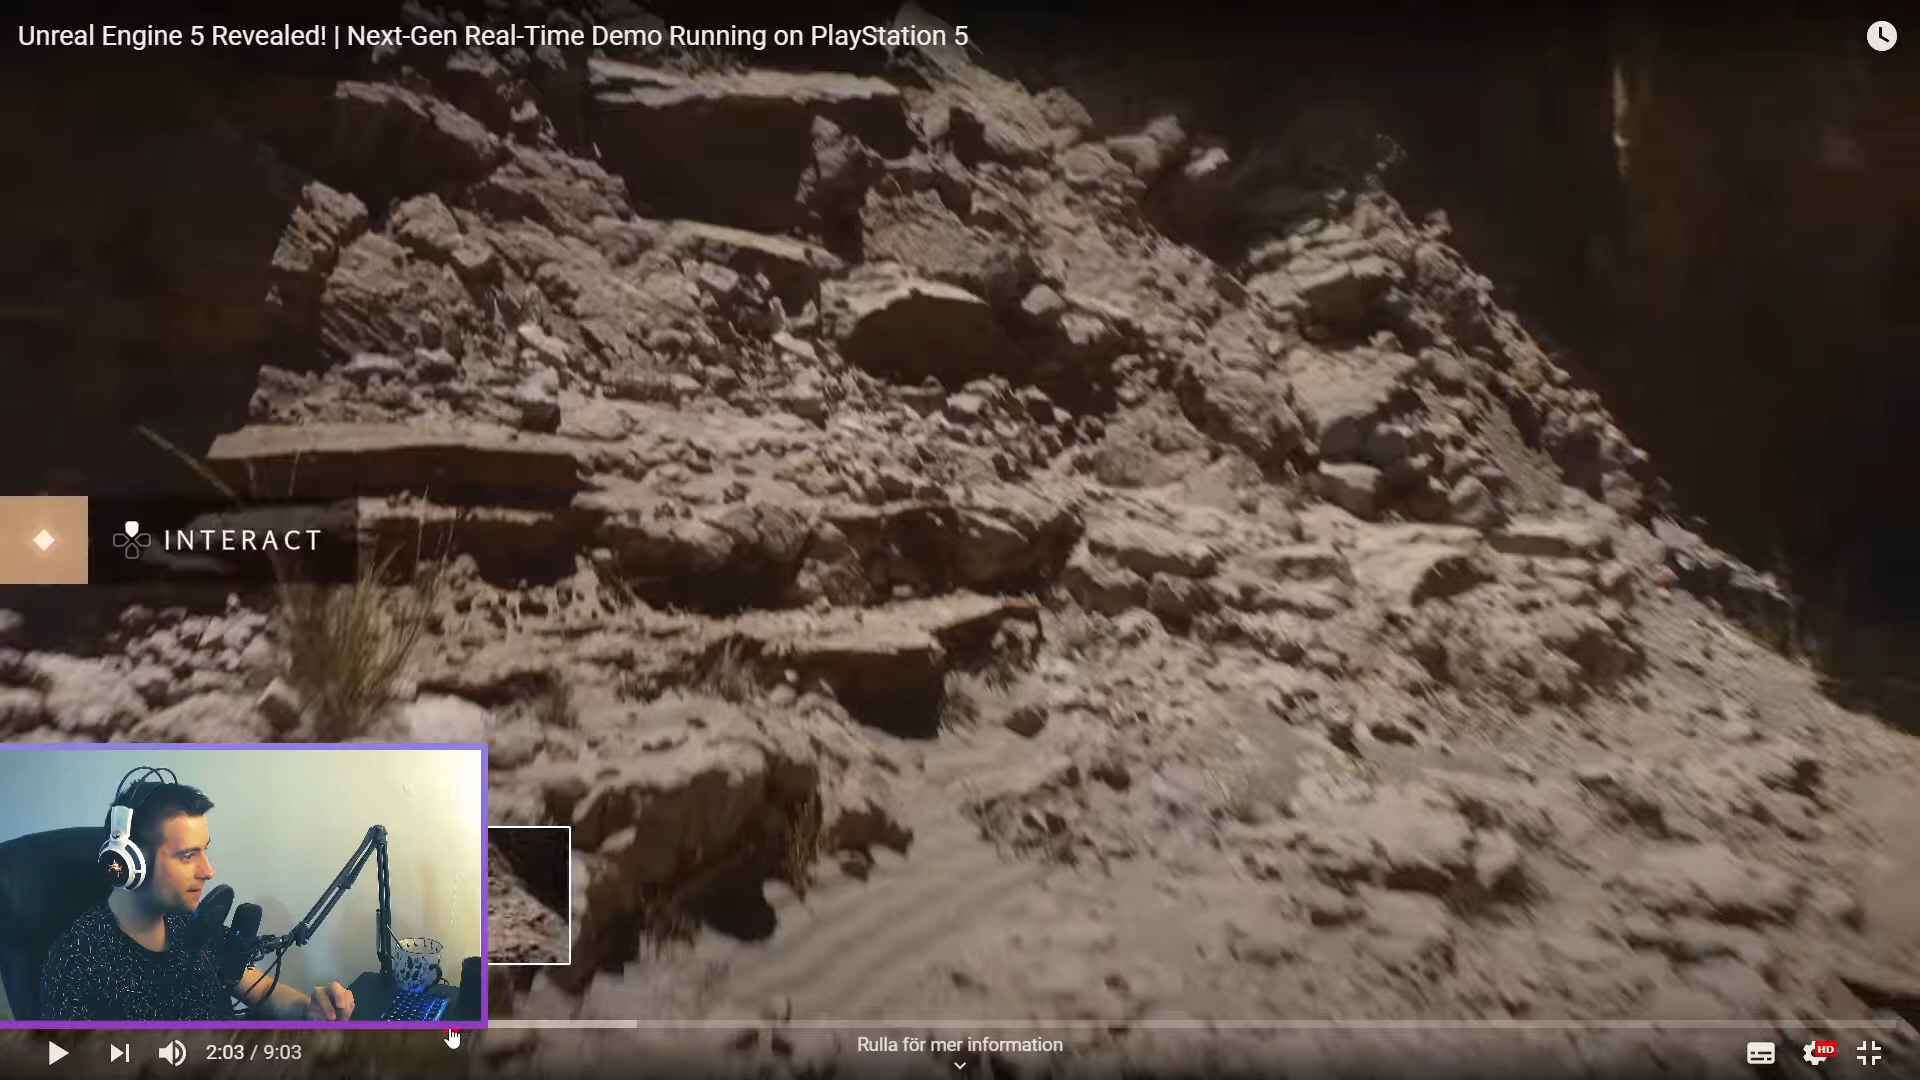 Unreal Engine 5 Revealed! | Next-Gen Real-Time Demo Running on PlayStation 5
INTERACT
2:03 / 9:03
Rulla för mer information
HD